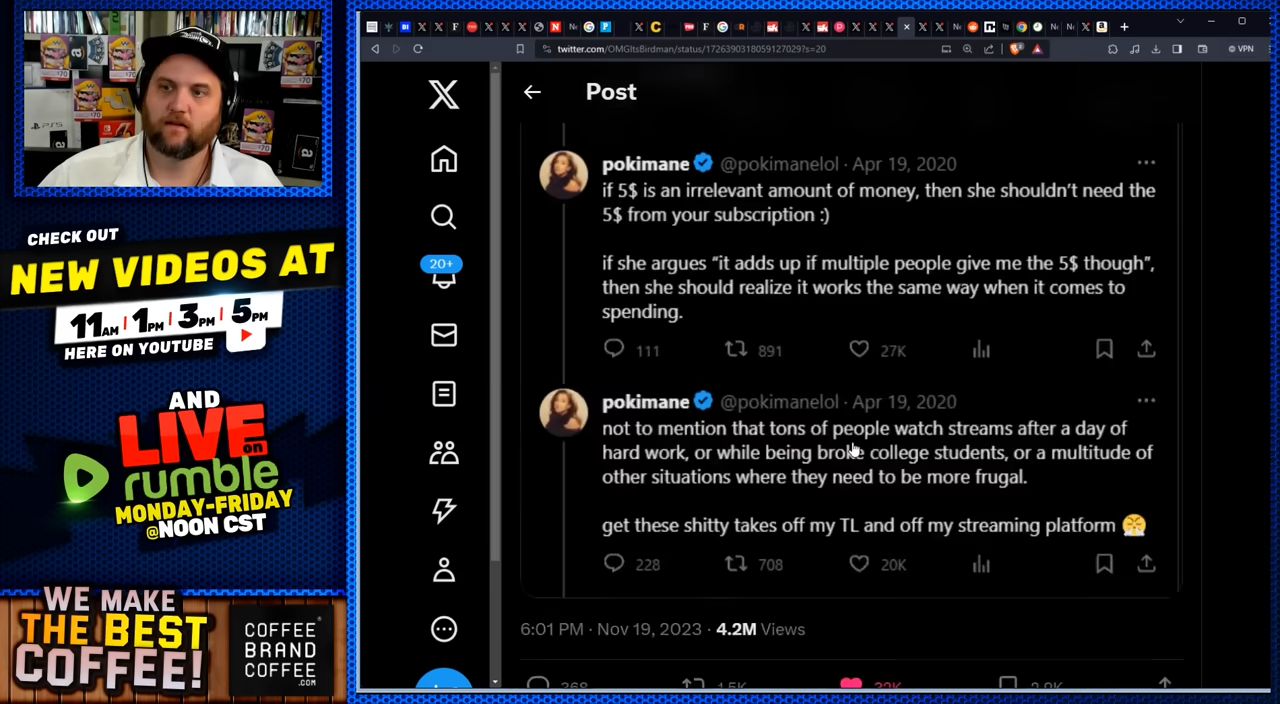 CHECK OUT
NEW VIDEOS AT
11AM | 1PM | 3PM | 5PM
HERE ON YOUTUBE
AND
LIVE on
rumble
MONDAY-FRIDAY
@NOON CST
WE MAKE
THE BEST
COFFEE!
COFFEE
BRAND
COFFEE
.COM
twitter.com/OMGItsBirdman/status/1726390318059127029?s=20
VPN
20+
Post
pokimane @pokimanelol · Apr 19, 2020
if 5$ is an irrelevant amount of money, then she shouldn't need the
5$ from your subscription :)
if she argues "it adds up if multiple people give me the 5$ though",
then she should realize it works the same way when it comes to
spending.
111 891 27K
pokimane @pokimanelol · Apr 19, 2020
not to mention that tons of people watch streams after a day of
hard work, or while being broke college students, or a multitude of
other situations where they need to be more frugal.
get these shitty takes off my TL and off my streaming platform 😤
228 708 20K
6:01 PM · Nov 19, 2023 · 4.2M Views